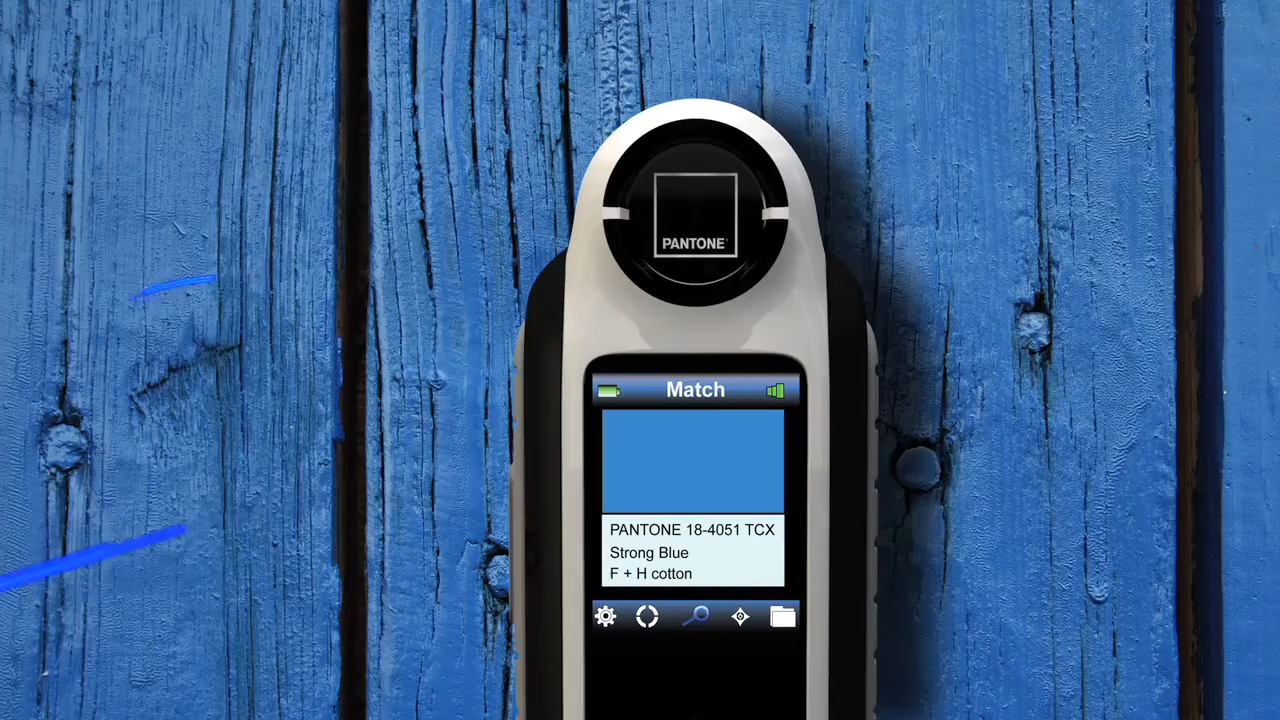 PANTONE
Match
PANTONE 18-4051 TCX
Strong Blue
F + H cotton